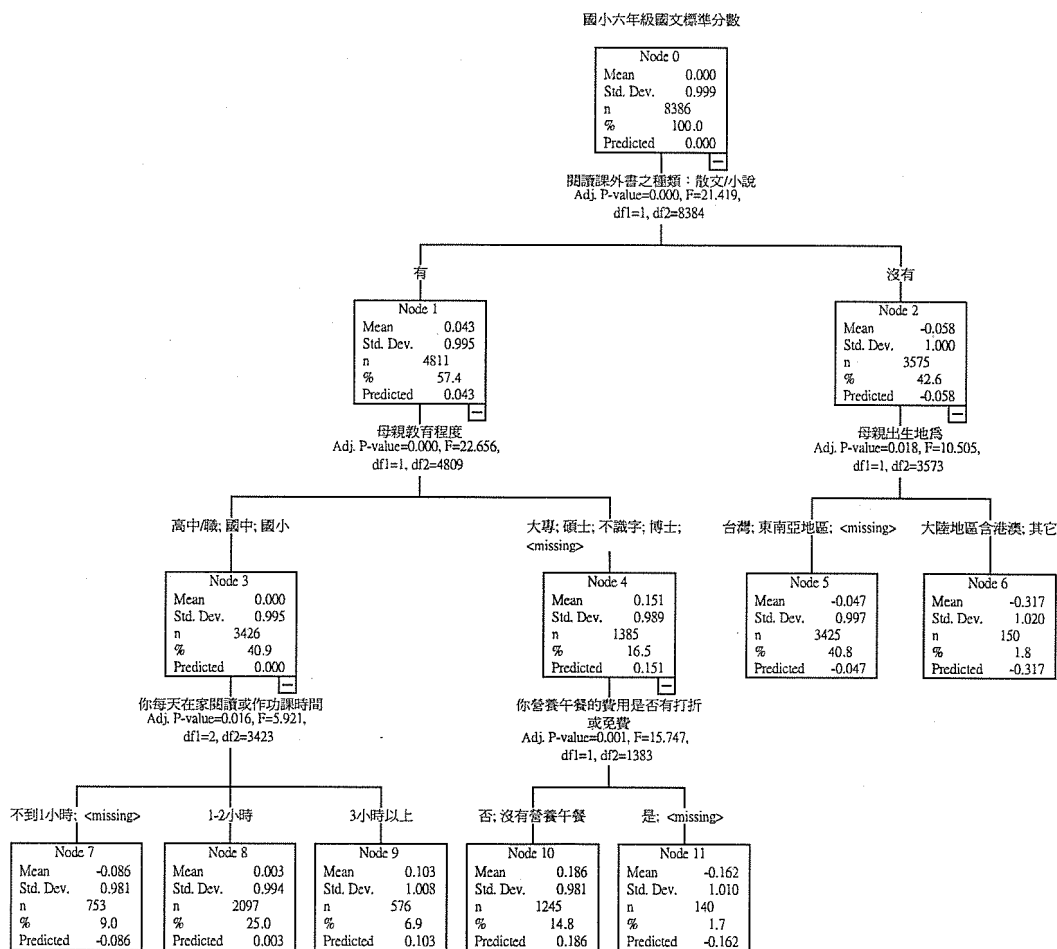 國小六年級國文標準分數
Node 0
Mean 0.000
Std. Dev. 0.999
n 8386
% 100.0
Predicted 0.000
閱讀課外書之種類：散文/小說
Adj. P-value=0.000, F=21.419,
df1=1, df2=8384
有
沒有
Node 1
Mean 0.043
Std. Dev. 0.995
n 4811
% 57.4
Predicted 0.043
Node 2
Mean -0.058
Std. Dev. 1.000
n 3575
% 42.6
Predicted -0.058
母親教育程度
Adj. P-value=0.000, F=22.656,
df1=1, df2=4809
母親出生地為
Adj. P-value=0.018, F=10.505,
df1=1, df2=3573
高中/職; 國中; 國小
大專; 碩士; 不識字; 博士;
<missing>
台灣; 東南亞地區; <missing>
大陸地區含港澳; 其它
Node 3
Mean 0.000
Std. Dev. 0.995
n 3426
% 40.9
Predicted 0.000
Node 4
Mean 0.151
Std. Dev. 0.989
n 1385
% 16.5
Predicted 0.151
Node 5
Mean -0.047
Std. Dev. 0.997
n 3425
% 40.8
Predicted -0.047
Node 6
Mean -0.317
Std. Dev. 1.020
n 150
% 1.8
Predicted -0.317
你每天在家閱讀或作功課時間
Adj. P-value=0.016, F=5.921,
df1=2, df2=3423
你營養午餐的費用是否有打折
或免費
Adj. P-value=0.001, F=15.747,
df1=1, df2=1383
不到1小時; <missing>
1-2小時
3小時以上
否; 沒有營養午餐
是; <missing>
Node 7
Mean -0.086
Std. Dev. 0.981
n 753
% 9.0
Predicted -0.086
Node 8
Mean 0.003
Std. Dev. 0.994
n 2097
% 25.0
Predicted 0.003
Node 9
Mean 0.103
Std. Dev. 1.008
n 576
% 6.9
Predicted 0.103
Node 10
Mean 0.186
Std. Dev. 0.981
n 1245
% 14.8
Predicted 0.186
Node 11
Mean -0.162
Std. Dev. 1.010
n 140
% 1.7
Predicted -0.162